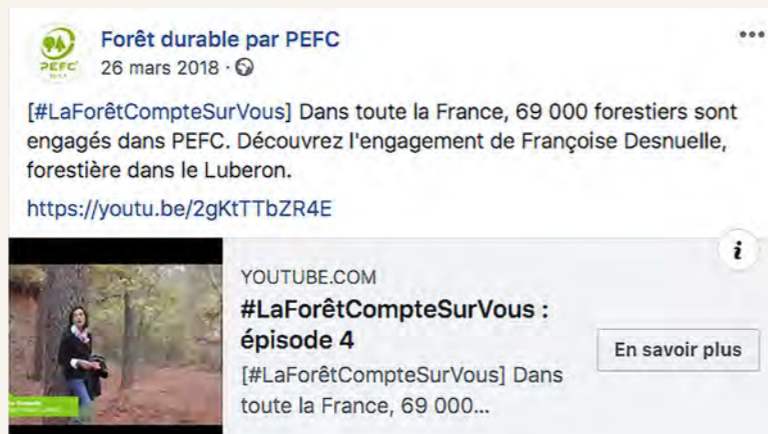 Forêt durable par PEFC
PEFC
26 mars 2018 ·
[#LaForêtCompteSurVous] Dans toute la France, 69 000 forestiers sont
engagés dans PEFC. Découvrez l'engagement de Françoise Desnuelle,
forestière dans le Luberon.
https://youtu.be/2gKtTTbZR4E
i
YOUTUBE.COM
#LaForêtCompteSurVous :
épisode 4
En savoir plus
[#LaForêtCompteSurVous] Dans
toute la France, 69 000...